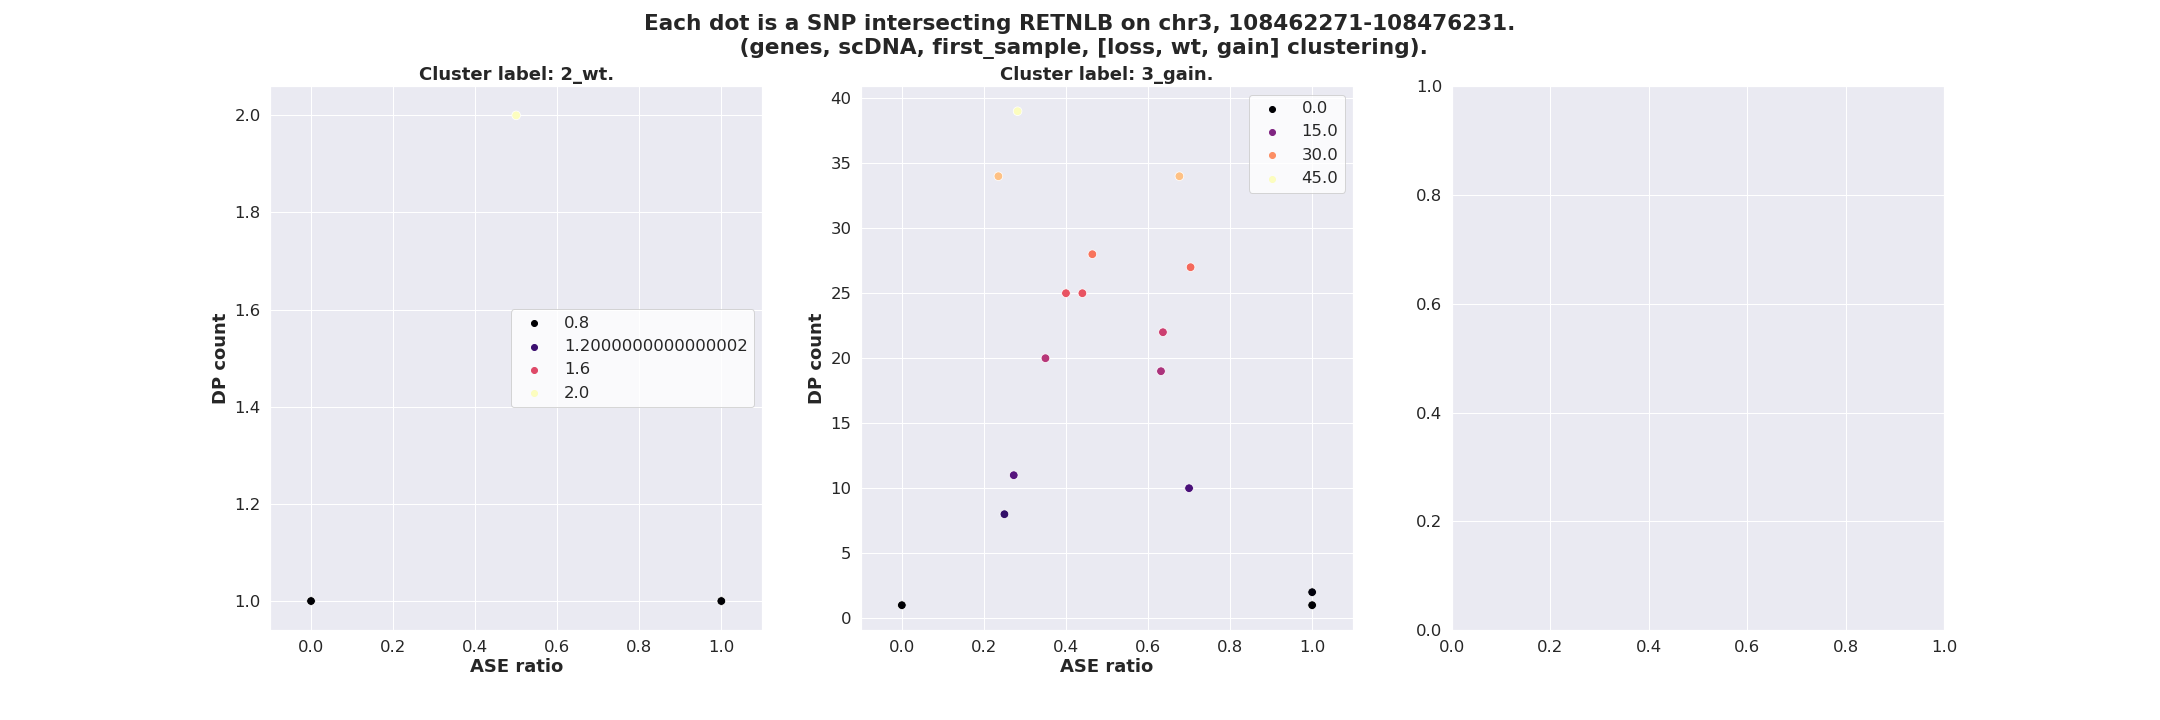 Each dot is a SNP intersecting RETNLB on chr3, 108462271-108476231.
(genes, scDNA, first_sample, [loss, wt, gain] clustering).
Cluster label: 2_wt.
2.0
1.8
1.6
1.4
1.2
1.0
DP count
0.8
1.2000000000000002
1.6
2.0
0.0 0.2 0.4 0.6 0.8 1.0
ASE ratio
Cluster label: 3_gain.
40
35
30
25
20
15
10
5
0
DP count
0.0
15.0
30.0
45.0
0.0 0.2 0.4 0.6 0.8 1.0
ASE ratio
1.0
0.8
0.6
0.4
0.2
0.0
0.0 0.2 0.4 0.6 0.8 1.0